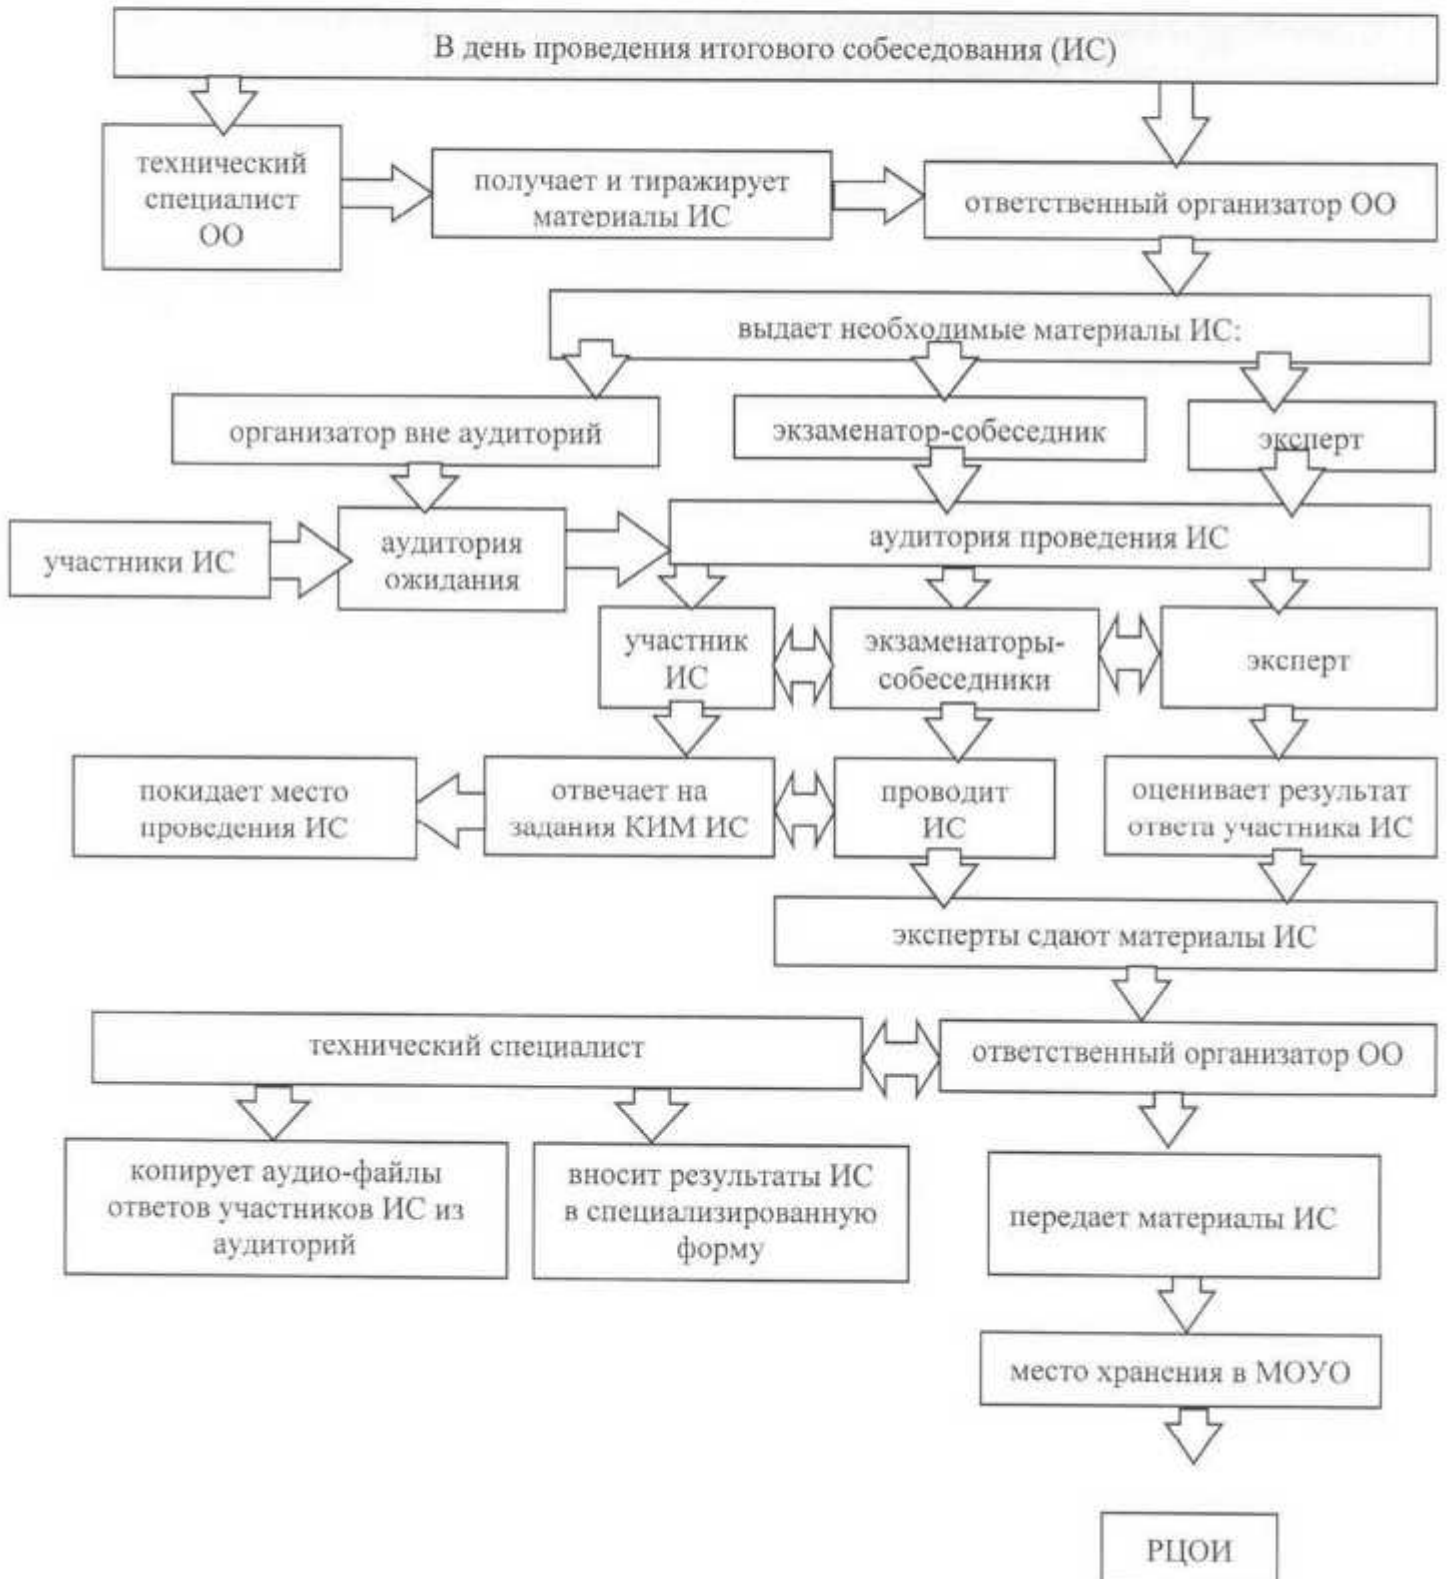 В день проведения итогового собеседования (ИС)
технический
специалист
ОО
получает и тиражирует
материалы ИС
ответственный организатор ОО
выдает необходимые материалы ИС:
организатор вне аудиторий
экзаменатор-собеседник
эксперт
участники ИС
аудитория
ожидания
аудитория проведения ИС
участник
ИС
экзаменаторы-
собеседники
эксперт
покидает место
проведения ИС
отвечает на
задания КИМ ИС
проводит
ИС
оценивает результат
ответа участника ИС
эксперты сдают материалы ИС
технический специалист
ответственный организатор ОО
копирует аудио-файлы
ответов участников ИС из
аудиторий
вносит результаты ИС
в специализированную
форму
передает материалы ИС
место хранения в МОУО
РЦОИ